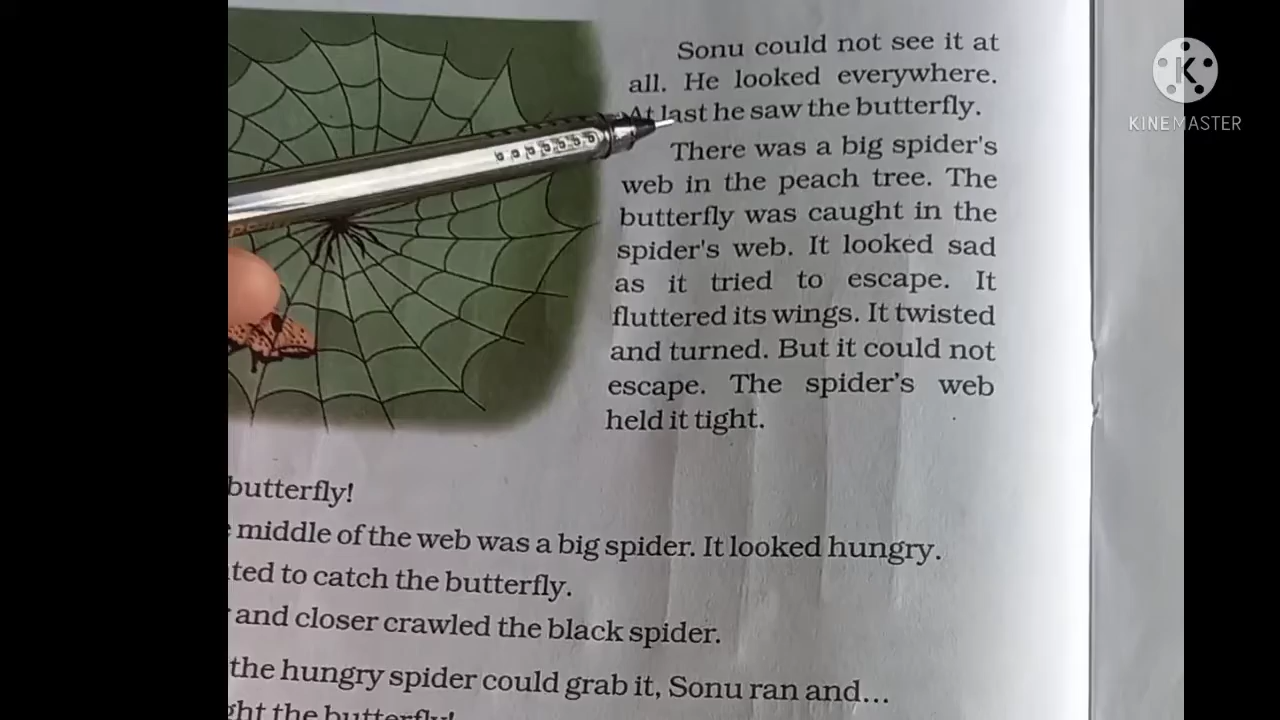 Sonu could not see it at
all. He looked everywhere.
At last he saw the butterfly.
There was a big spider's
web in the peach tree. The
butterfly was caught in the
spider's web. It looked sad
as it tried to escape. It
fluttered its wings. It twisted
and turned. But it could not
escape. The spider's web
held it tight.
butterfly!
middle of the web was a big spider. It looked hungry.
ted to catch the butterfly.
and closer crawled the black spider.
the hungry spider could grab it, Sonu ran and...
ght the butterfly!
K
KINEMASTER